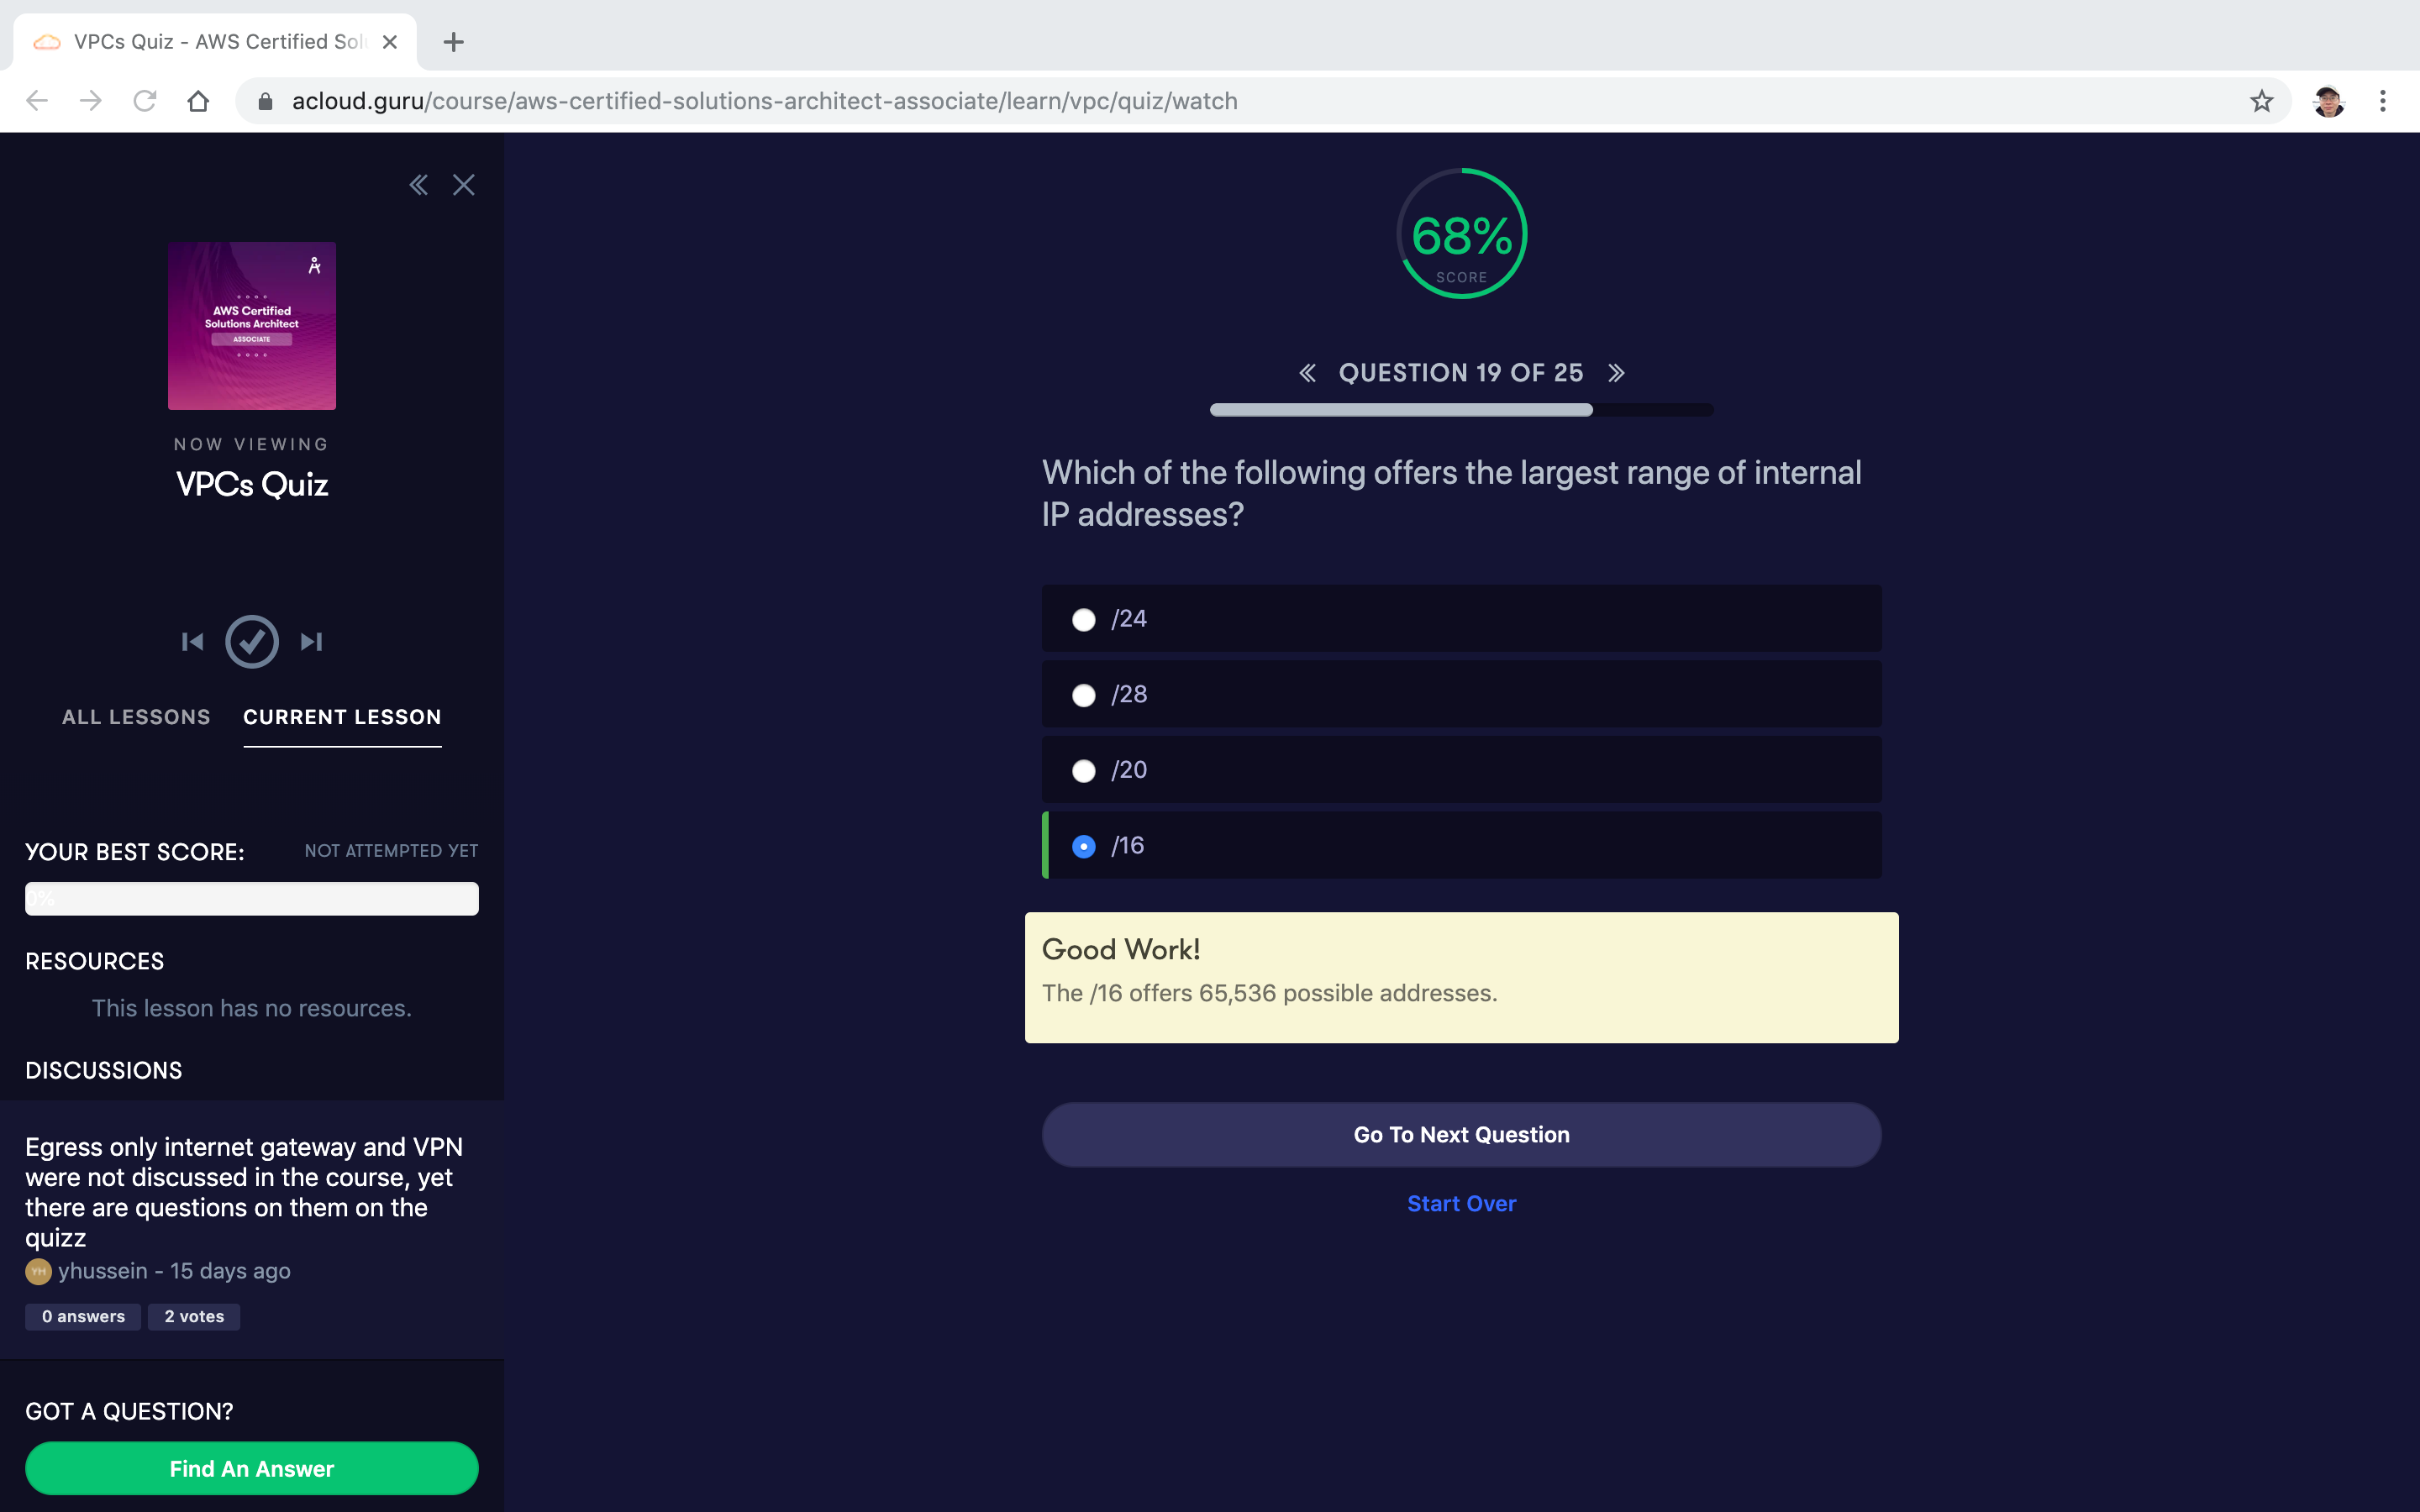 VPCs Quiz - AWS Certified Sol
acloud.guru/course/aws-certified-solutions-architect-associate/learn/vpc/quiz/watch
AWS Certified
Solutions Architect
ASSOCIATE
NOW VIEWING
VPCs Quiz
ALL LESSONS
CURRENT LESSON
YOUR BEST SCORE:
NOT ATTEMPTED YET
0%
RESOURCES
This lesson has no resources.
DISCUSSIONS
Egress only internet gateway and VPN
were not discussed in the course, yet
there are questions on them on the
quizz
YH
yhussein - 15 days ago
0 answers
2 votes
GOT A QUESTION?
Find An Answer
68%
SCORE
QUESTION 19 OF 25
Which of the following offers the largest range of internal
IP addresses?
/24
/28
/20
/16
Good Work!
The /16 offers 65,536 possible addresses.
Go To Next Question
Start Over